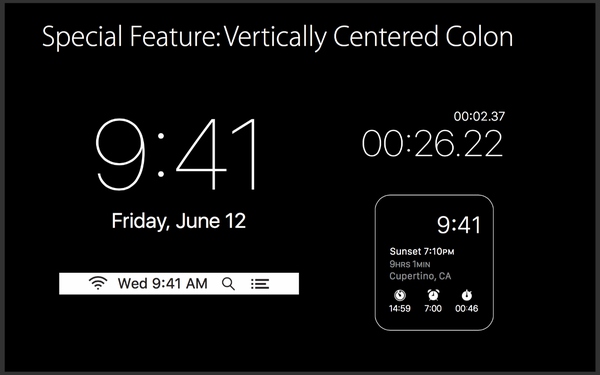 Special Feature: Vertically Centered Colon
9:41
Friday, June 12
Wed 9:41 AM
00:02.37
00:26.22
9:41
Sunset 7:10PM
9HRS 1MIN
Cupertino, CA
14:59 7:00 00:46